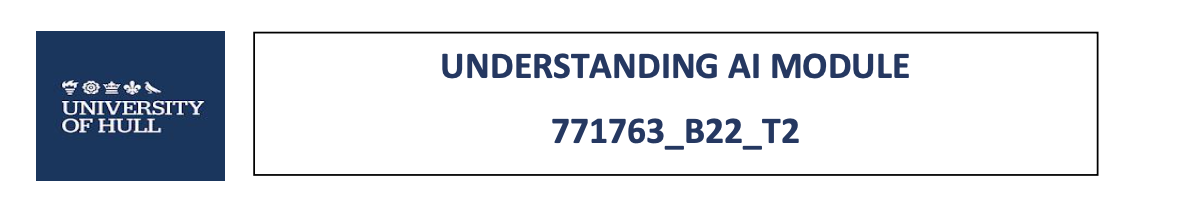 UNIVERSITY
OF HULL
UNDERSTANDING AI MODULE
771763_B22_T2